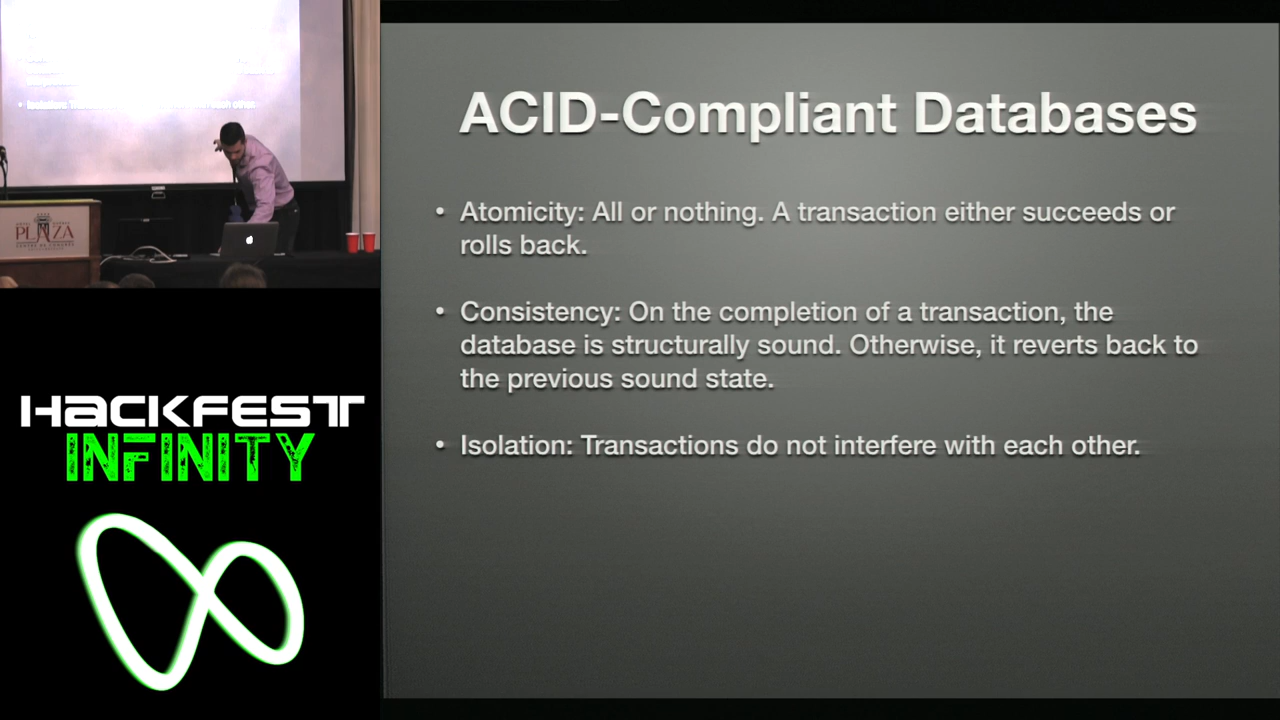 ACID-Compliant Databases
• Atomicity: All or nothing. A transaction either succeeds or
rolls back.
• Consistency: On the completion of a transaction, the
database is structurally sound. Otherwise, it reverts back to
the previous sound state.
• Isolation: Transactions do not interfere with each other.
PLAZA
HACKFEST
INFINITY